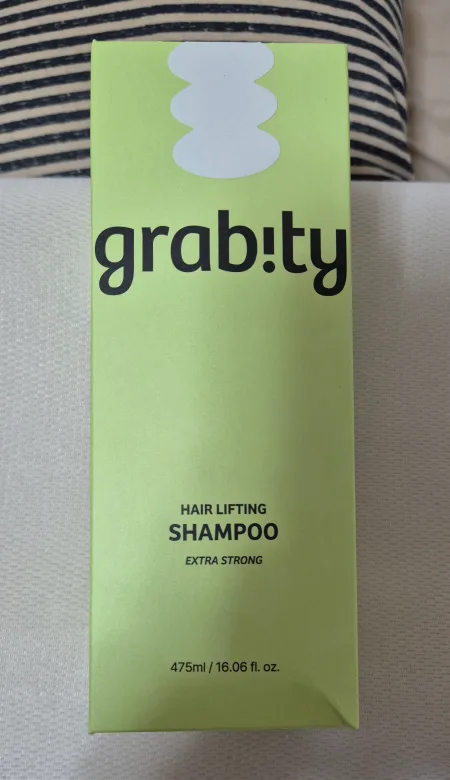 grab!ty
HAIR LIFTING
SHAMPOO
EXTRA STRONG
475ml / 16.06 fl. oz.